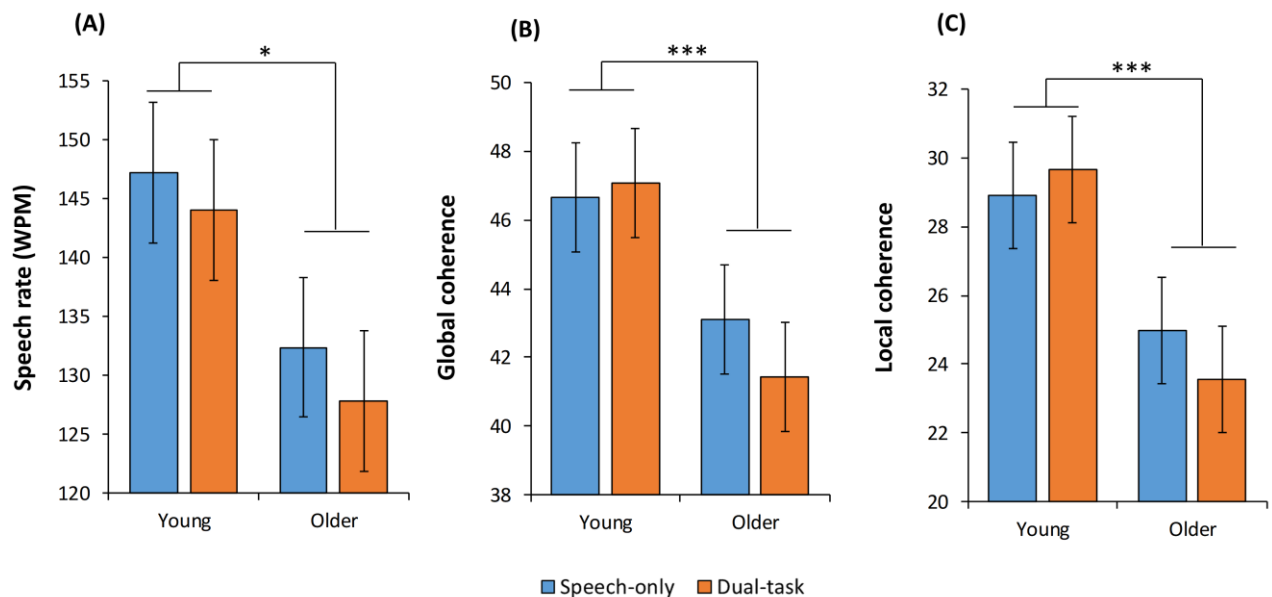 (A)
*
Speech rate (WPM)
155
150
145
140
135
130
125
120
Young
Older
(B)
***
Global coherence
50
48
46
44
42
40
38
Young
Older
(C)
***
Local coherence
32
30
28
26
24
22
20
Young
Older
Speech-only
Dual-task